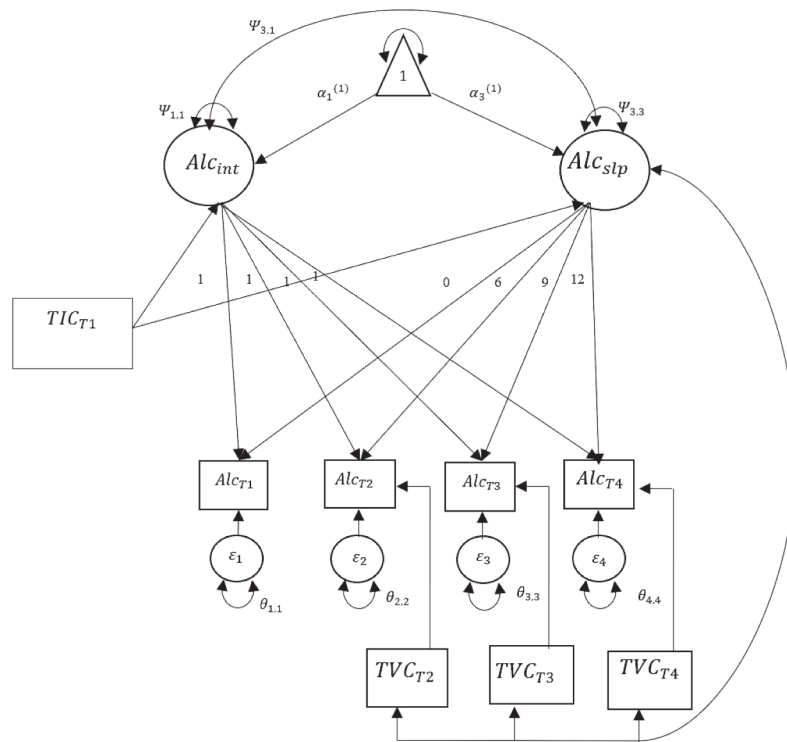 Ψ3,1
1
α1(1)
α3(1)
Ψ1,1
Ψ3,3
Alcint
Alcslp
1
1
1
1
0
6
9
12
TICT1
AlcT1
AlcT2
AlcT3
AlcT4
ε1
ε2
ε3
ε4
θ1,1
θ2,2
θ3,3
θ4,4
TVCT2
TVCT3
TVCT4